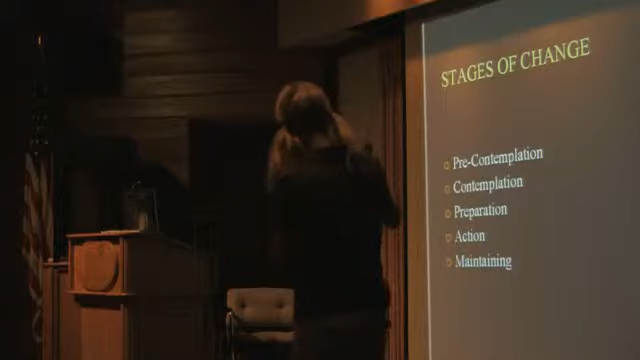 STAGES OF CHANGE
Pre-Contemplation
Contemplation
Preparation
Action
Maintaining